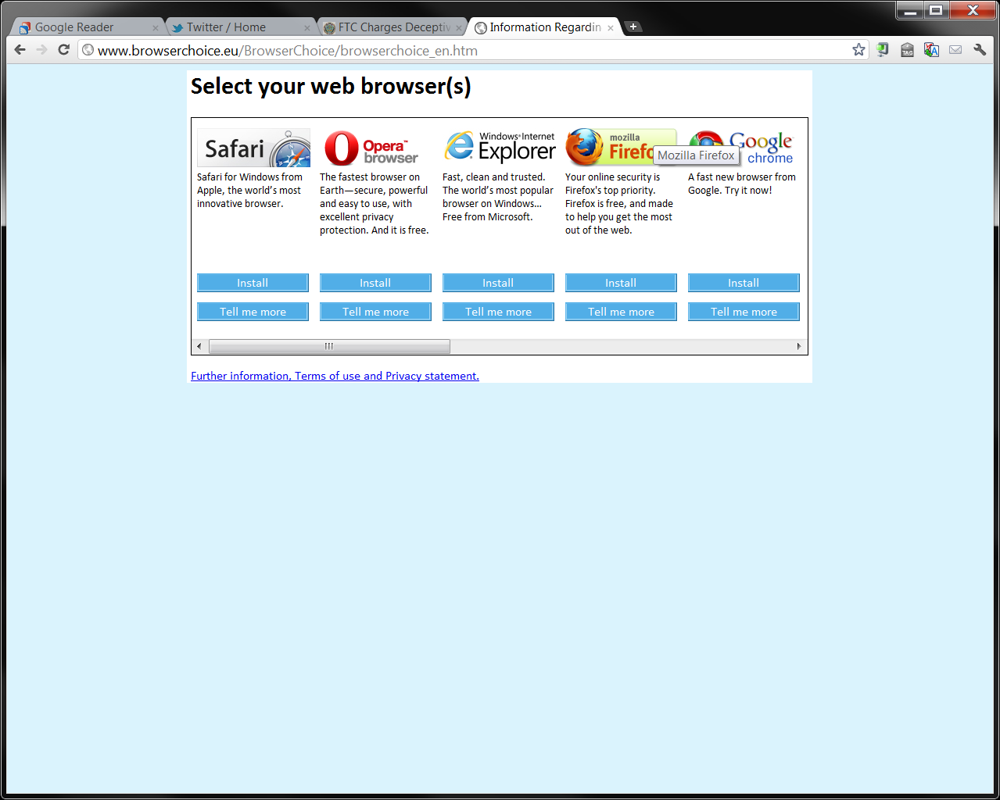 Google Reader
Twitter / Home
FTC Charges Deceptiv
Information Regardin
www.browserchoice.eu/BrowserChoice/browserchoice_en.htm
TAG
Select your web browser(s)
Safari
Safari for Windows from
Apple, the world's most
innovative browser.
Install
Tell me more
Opera™
browser
The fastest browser on
Earth—secure, powerful
and easy to use, with
excellent privacy
protection. And it is free.
Install
Tell me more
Windows® Internet
Explorer
Fast, clean and trusted.
The world's most popular
browser on Windows...
Free from Microsoft.
Install
Tell me more
mozilla
Firefo
Mozilla Firefox
Your online security is
Firefox's top priority.
Firefox is free, and made
to help you get the most
out of the web.
Install
Tell me more
Google
chrome
A fast new browser from
Google. Try it now!
Install
Tell me more
Further information, Terms of use and Privacy statement.